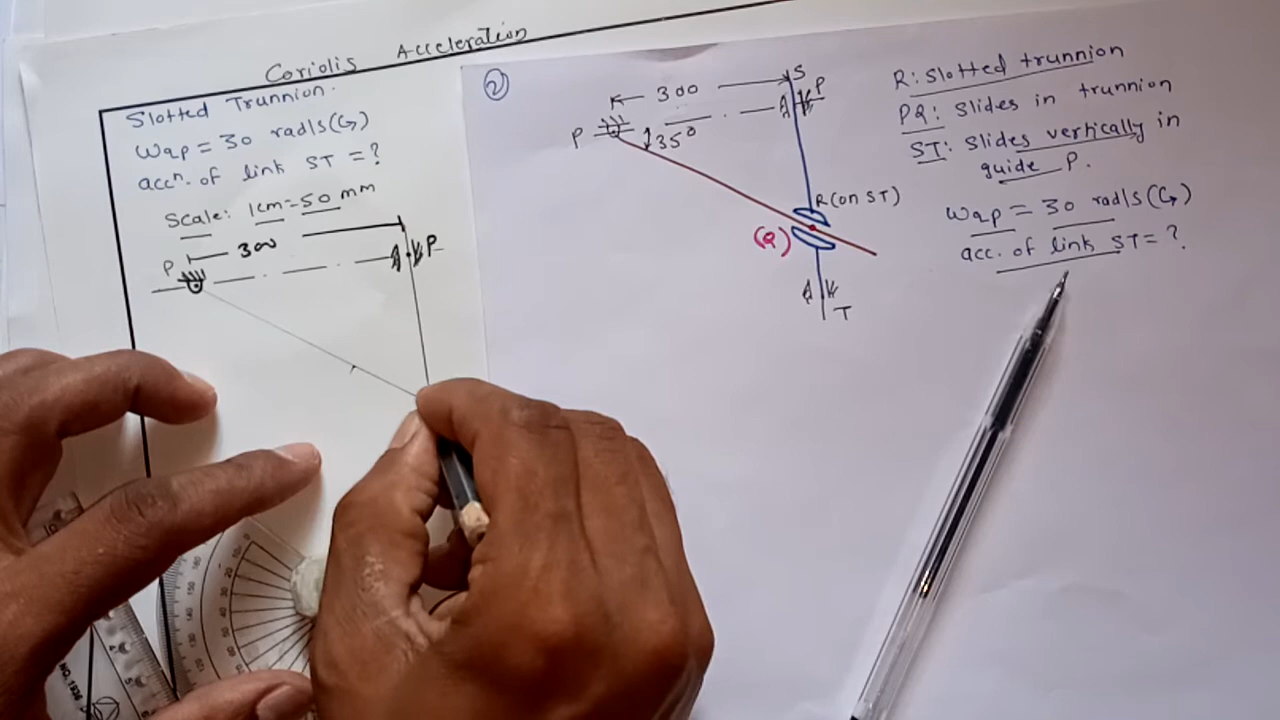 Coriolis Acceleration
Slotted Trunnion.
ωqp = 30 rad/s (↻)
accⁿ. of link ST = ?
Scale: 1cm = 50 mm
300
P
P
②
300
S
P
P
35°
R (on ST)
(Q)
T
R: Slotted trunnion
PQ: Slides in trunnion
ST: Slides vertically in
guide P.
ωqp = 30 rad/s (↻)
acc. of link ST = ?